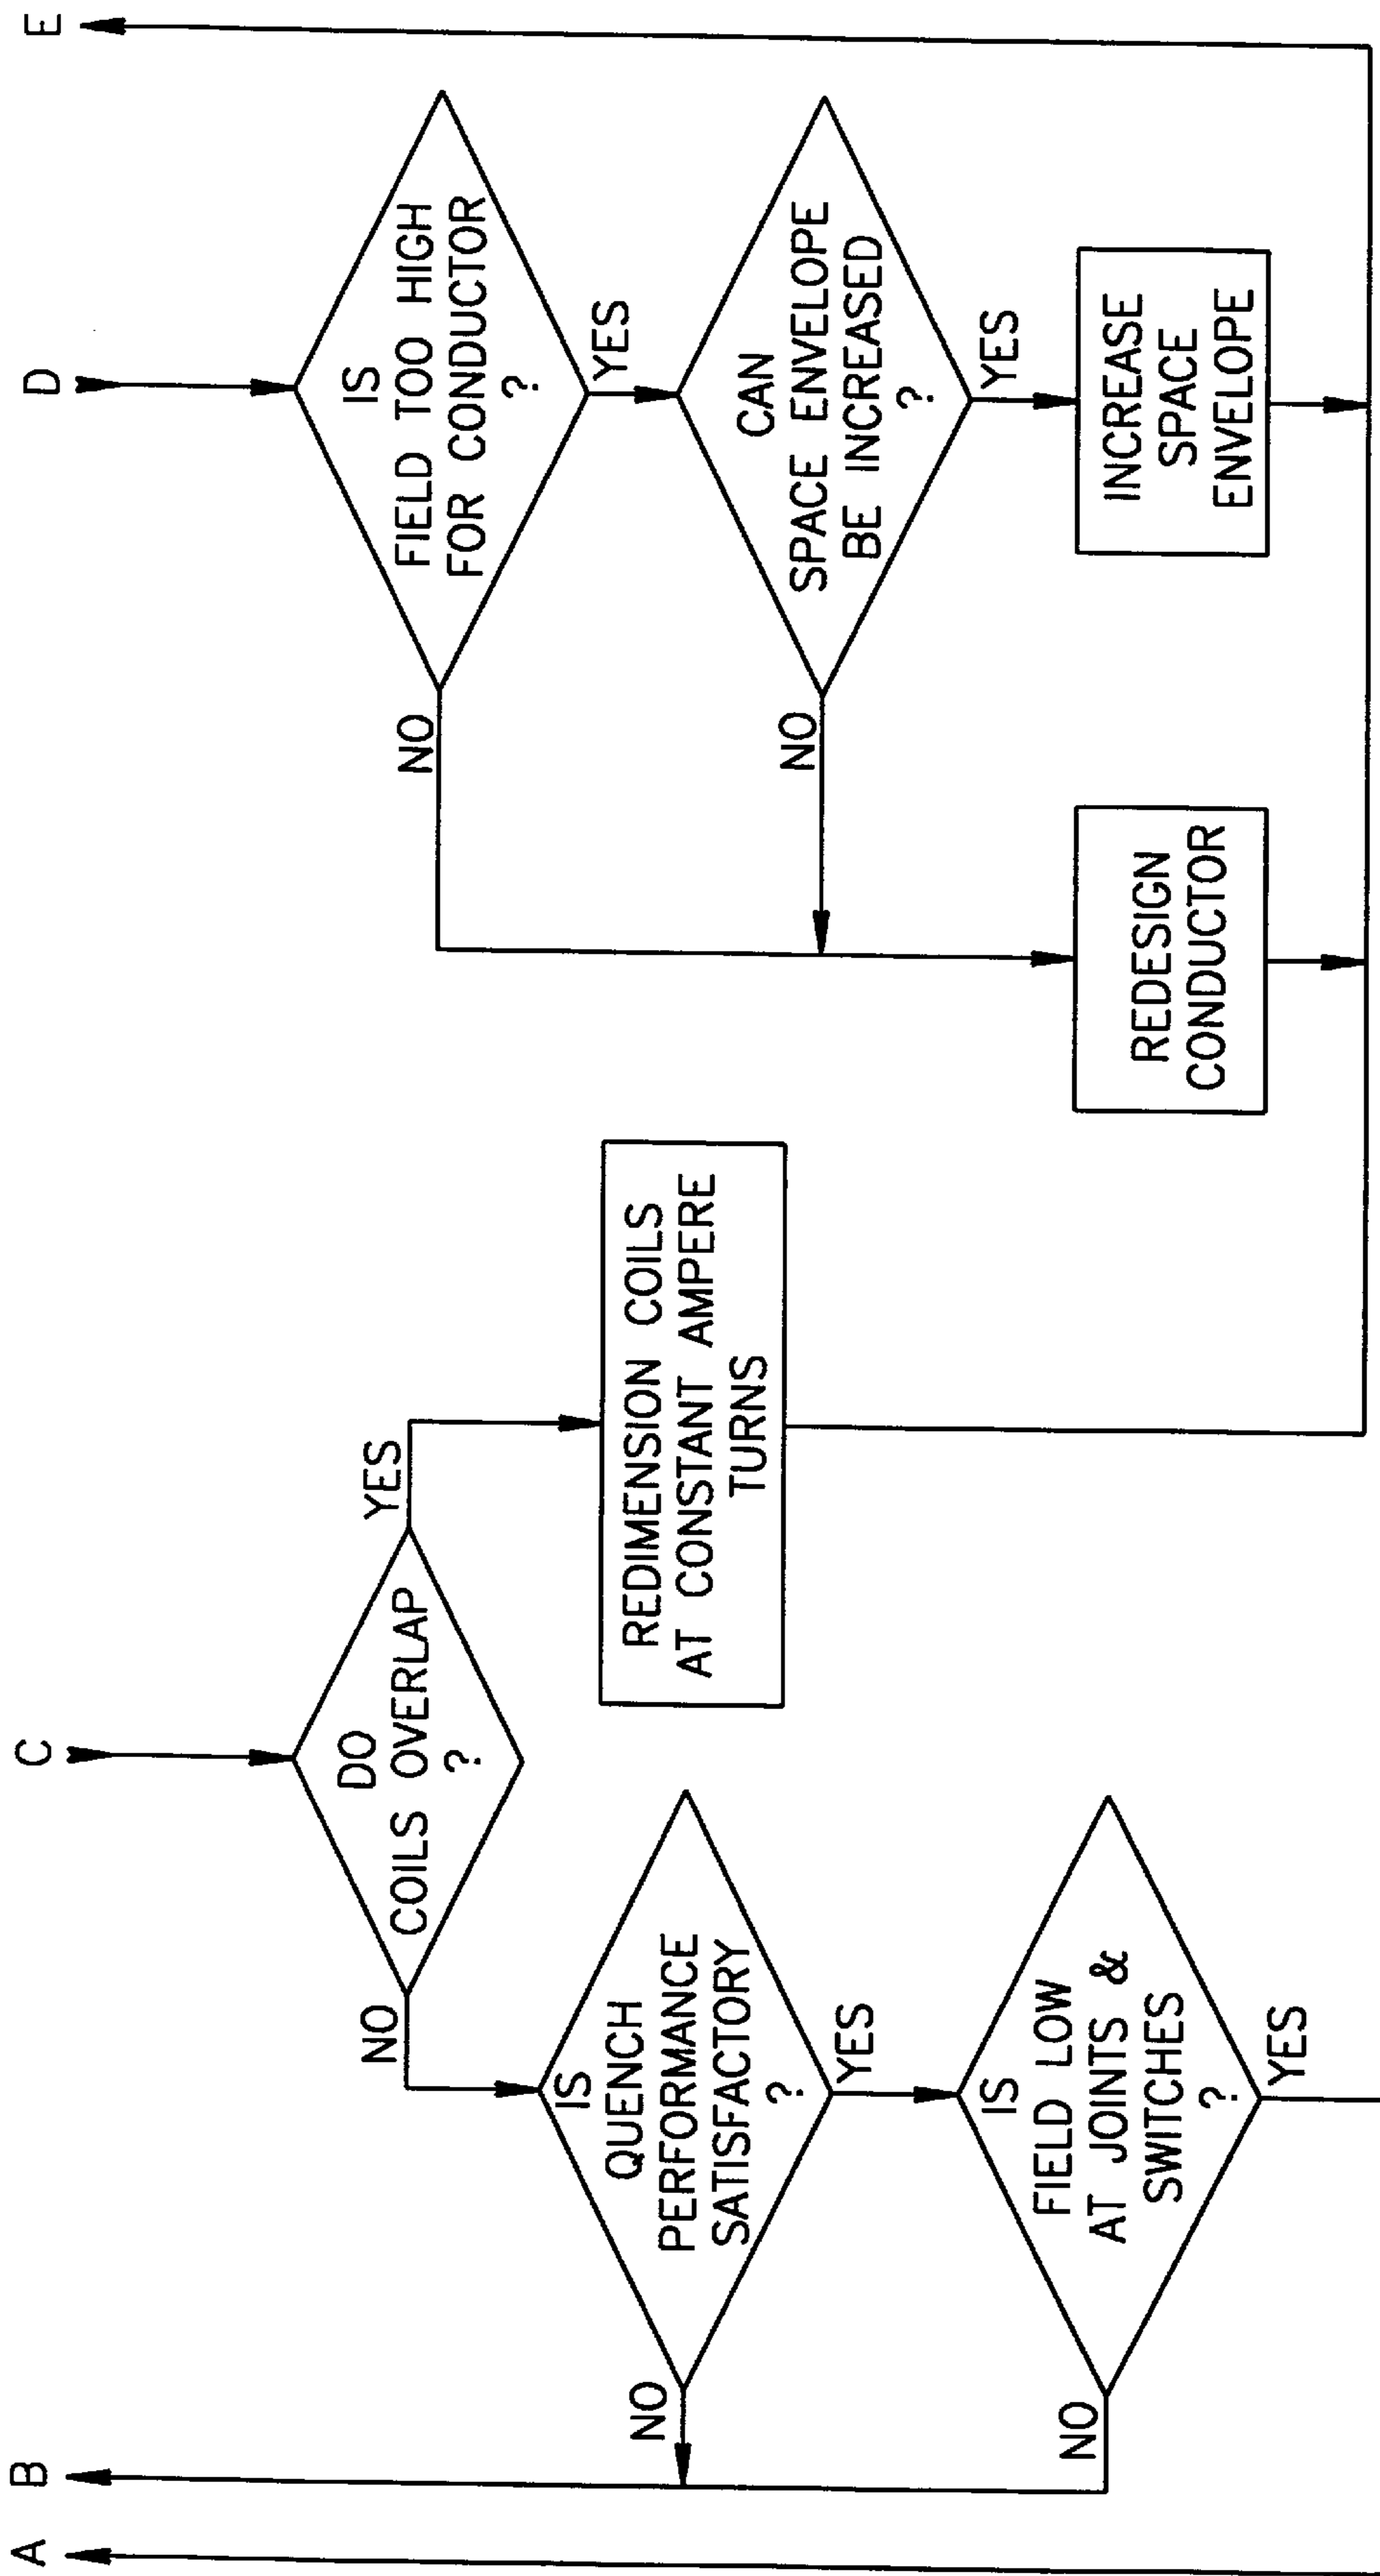 A
B
C
D
E
DO
COILS OVERLAP
?
NO
YES
IS
QUENCH
PERFORMANCE
SATISFACTORY
?
NO
YES
IS
FIELD LOW
AT JOINTS &
SWITCHES
?
NO
YES
REDIMENSION COILS
AT CONSTANT AMPERE
TURNS
IS
FIELD TOO HIGH
FOR CONDUCTOR
?
NO
YES
CAN
SPACE ENVELOPE
BE INCREASED
?
NO
YES
REDESIGN
CONDUCTOR
INCREASE
SPACE
ENVELOPE